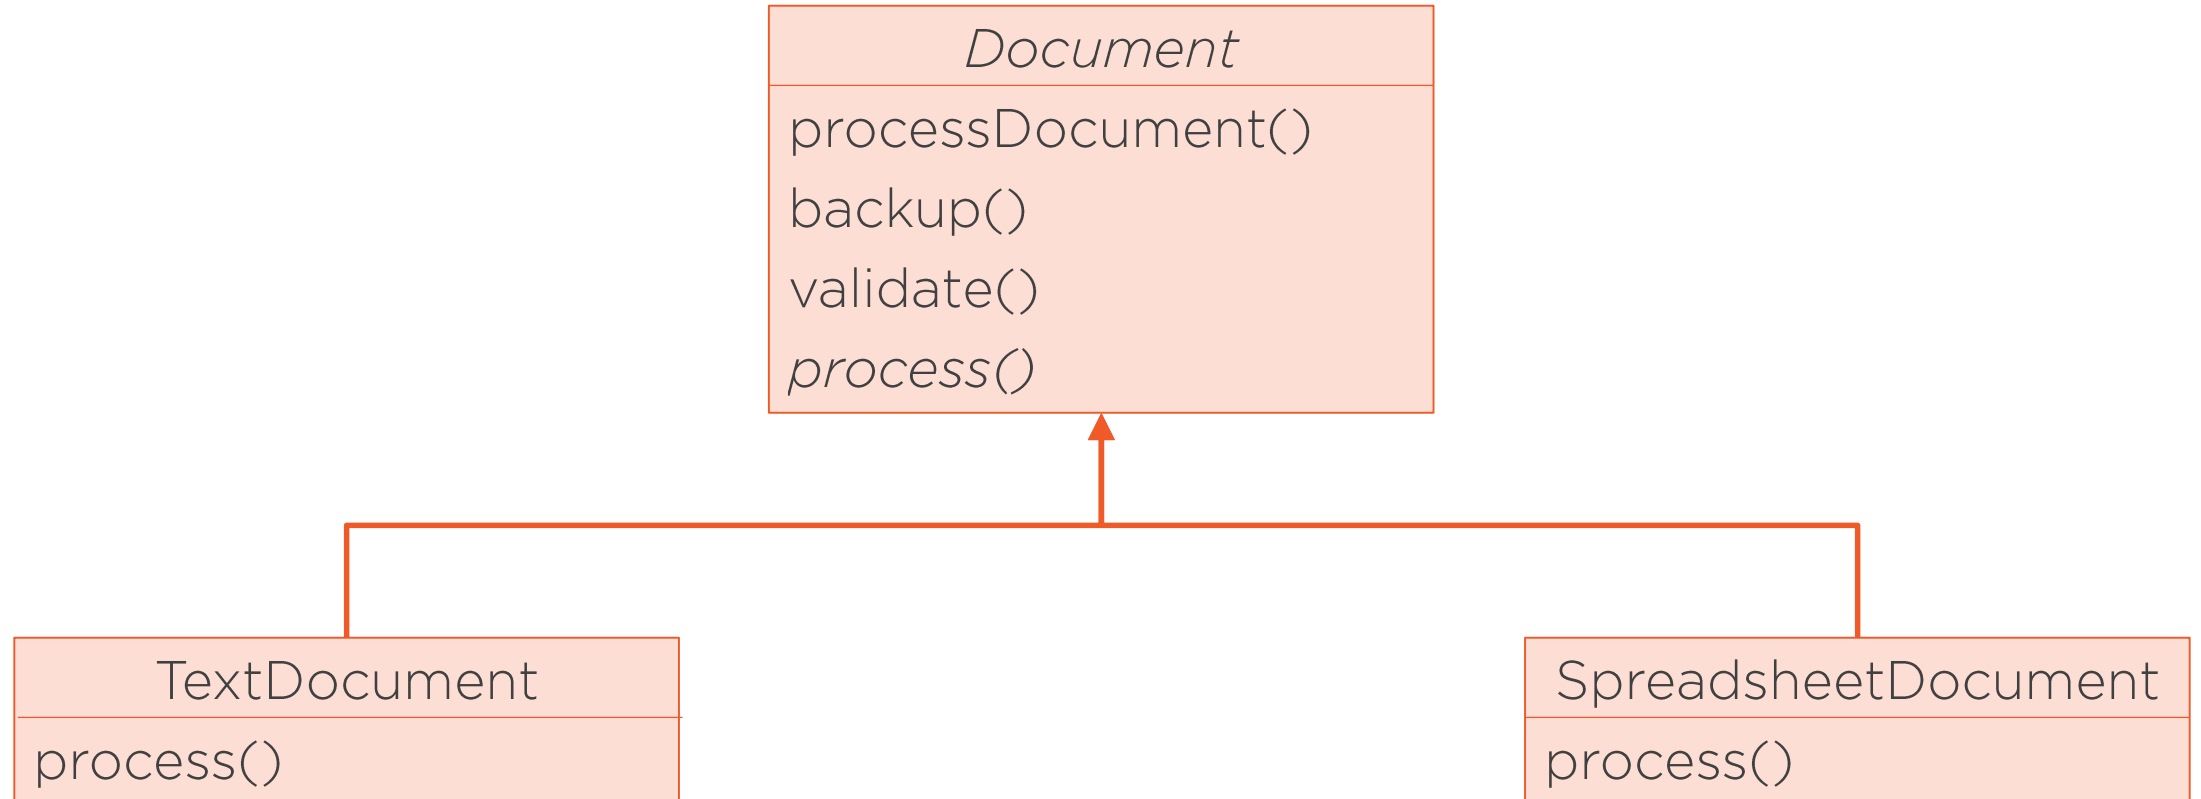 Document
processDocument()
backup()
validate()
process()
TextDocument
process()
SpreadsheetDocument
process()